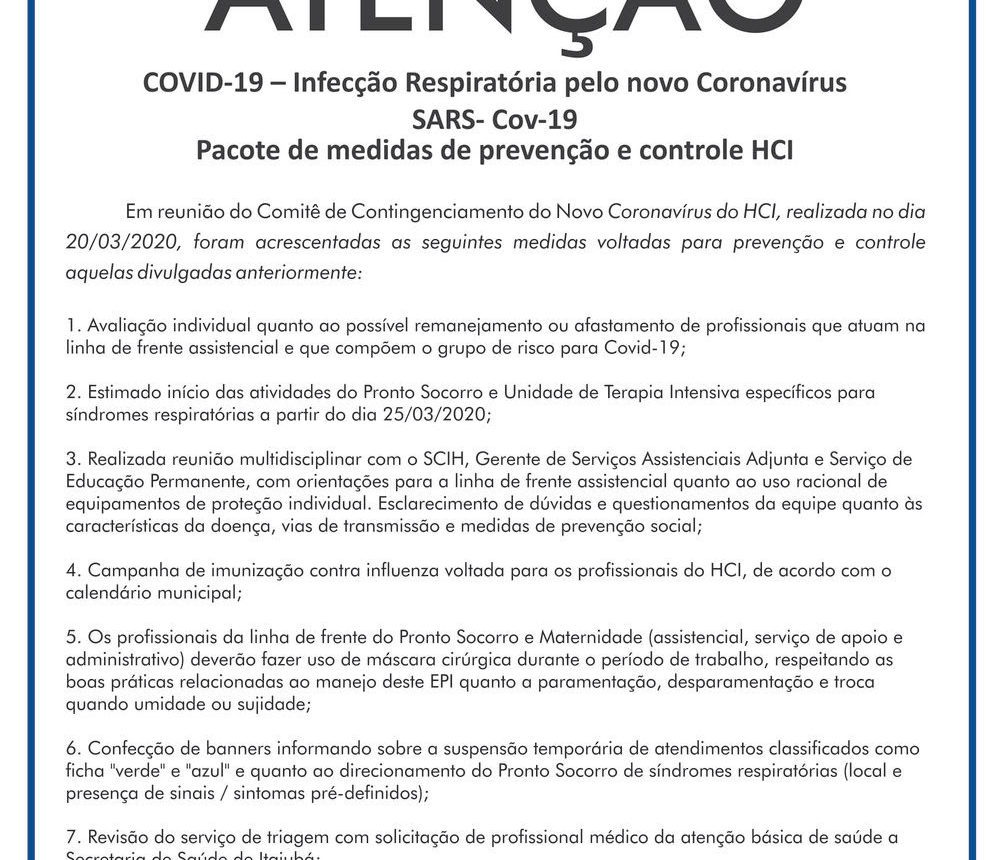 ATENÇÃO
COVID-19 – Infecção Respiratória pelo novo Coronavírus
SARS- Cov-19
Pacote de medidas de prevenção e controle HCI
Em reunião do Comitê de Contingenciamento do Novo Coronavírus do HCI, realizada no dia
20/03/2020, foram acrescentadas as seguintes medidas voltadas para prevenção e controle
aquelas divulgadas anteriormente:
1. Avaliação individual quanto ao possível remanejamento ou afastamento de profissionais que atuam na
linha de frente assistencial e que compõem o grupo de risco para Covid-19;
2. Estimado início das atividades do Pronto Socorro e Unidade de Terapia Intensiva específicos para
síndromes respiratórias a partir do dia 25/03/2020;
3. Realizada reunião multidisciplinar com o SCIH, Gerente de Serviços Assistenciais Adjunta e Serviço de
Educação Permanente, com orientações para a linha de frente assistencial quanto ao uso racional de
equipamentos de proteção individual. Esclarecimento de dúvidas e questionamentos da equipe quanto às
características da doença, vias de transmissão e medidas de prevenção social;
4. Campanha de imunização contra influenza voltada para os profissionais do HCI, de acordo com o
calendário municipal;
5. Os profissionais da linha de frente do Pronto Socorro e Maternidade (assistencial, serviço de apoio e
administrativo) deverão fazer uso de máscara cirúrgica durante o período de trabalho, respeitando as
boas práticas relacionadas ao manejo deste EPI quanto a paramentação, desparamentação e troca
quando umidade ou sujidade;
6. Confecção de banners informando sobre a suspensão temporária de atendimentos classificados como
ficha "verde" e "azul" e quanto ao direcionamento do Pronto Socorro de síndromes respiratórias (local e
presença de sinais / sintomas pré-definidos);
7. Revisão do serviço de triagem com solicitação de profissional médico da atenção básica de saúde a
Secretaria de Saúde de Itajubá;